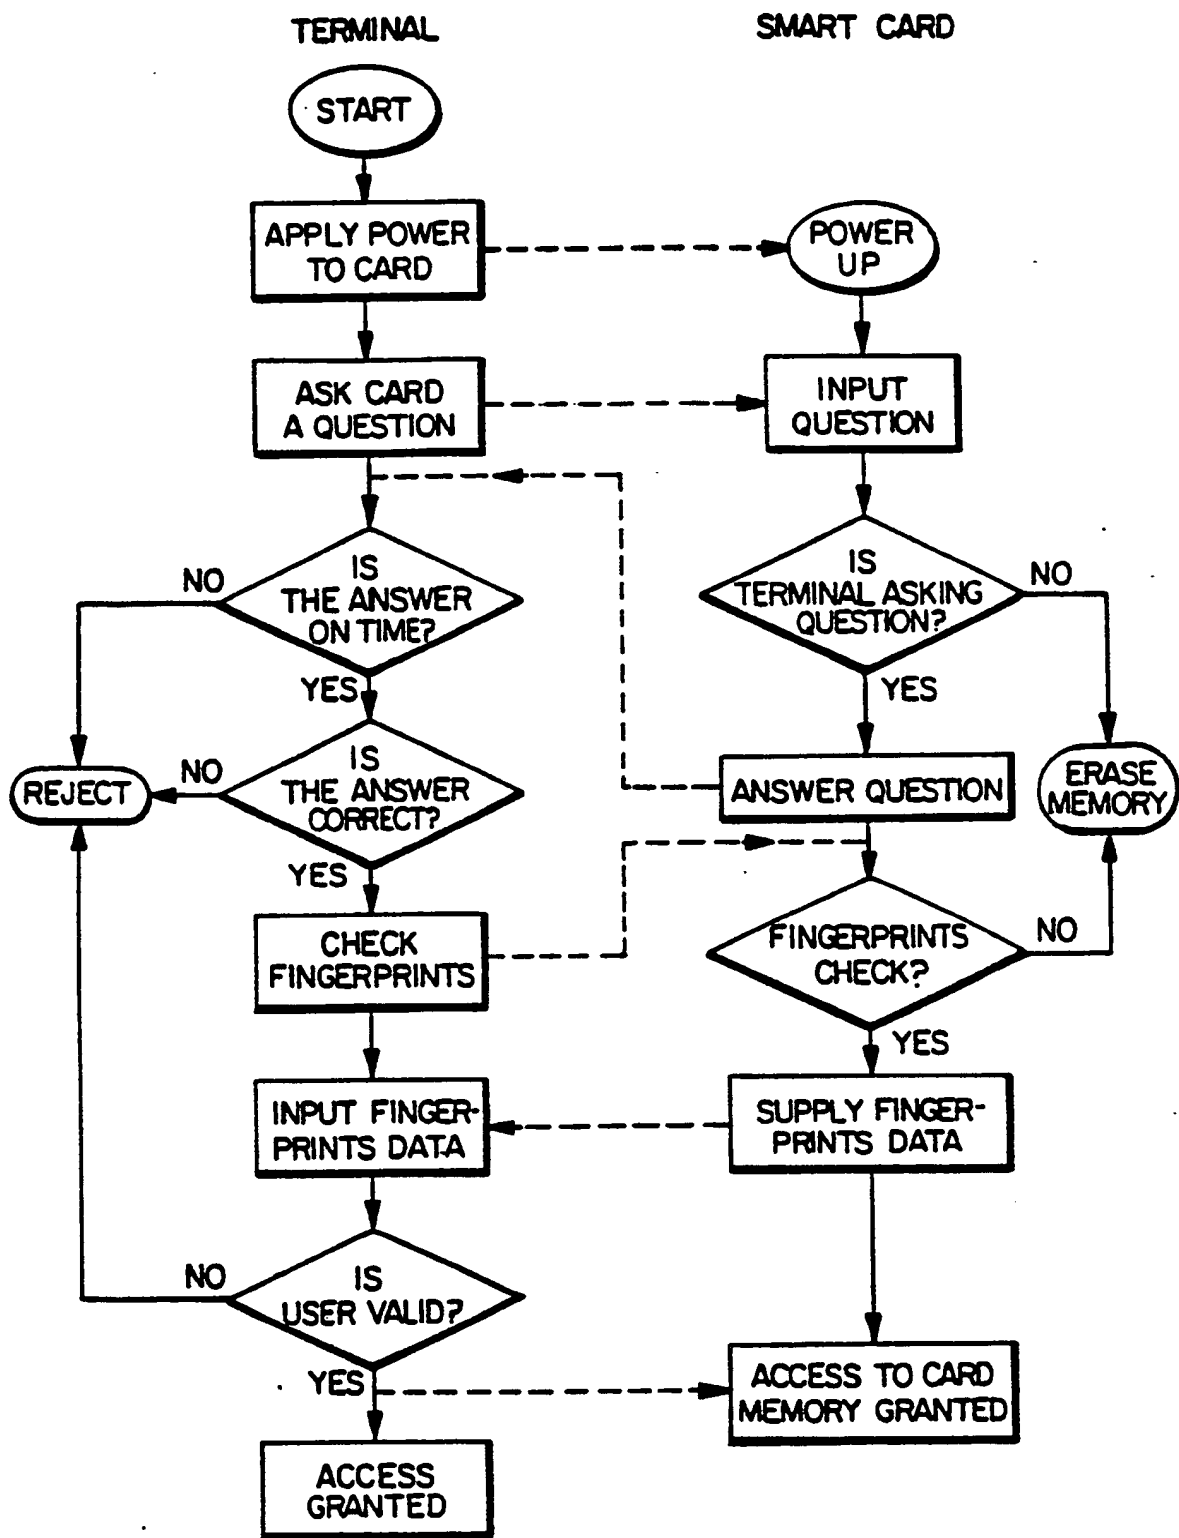 TERMINAL
SMART CARD
START
APPLY POWER
TO CARD
POWER
UP
ASK CARD
A QUESTION
INPUT
QUESTION
IS
THE ANSWER
ON TIME?
NO
YES
IS
TERMINAL ASKING
QUESTION?
NO
YES
REJECT
NO
IS
THE ANSWER
CORRECT?
YES
ANSWER QUESTION
ERASE
MEMORY
CHECK
FINGERPRINTS
FINGERPRINTS
CHECK?
NO
YES
INPUT FINGER-
PRINTS DATA
SUPPLY FINGER-
PRINTS DATA
NO
IS
USER VALID?
YES
ACCESS TO CARD
MEMORY GRANTED
ACCESS
GRANTED